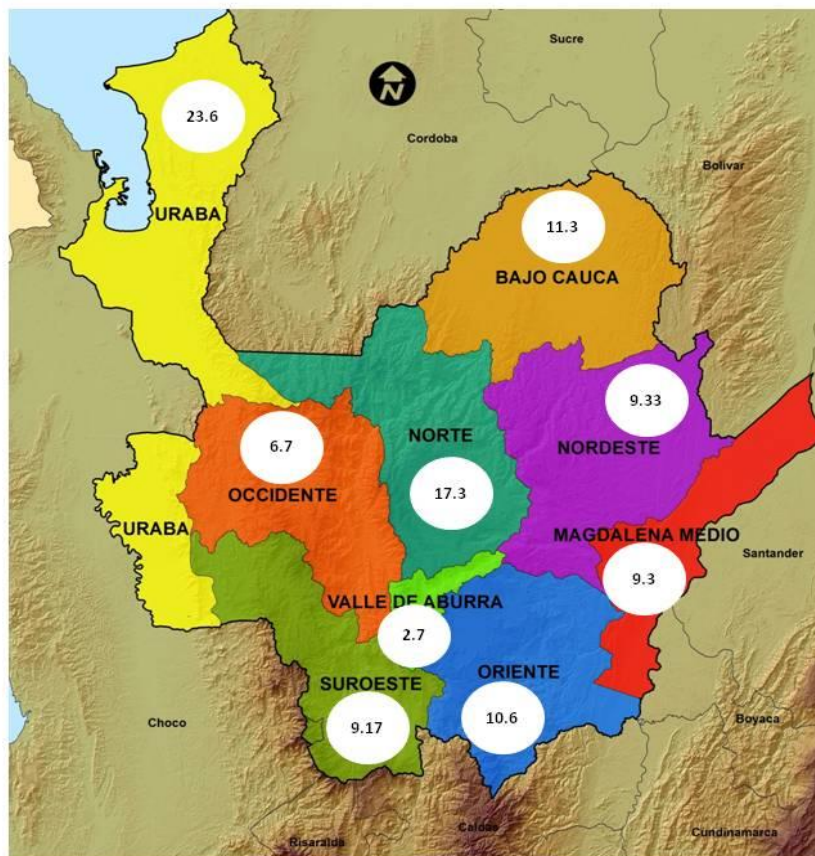 Sucre
23.6
N
Cordoba
Bolivar
URABA
11.3
BAJO CAUCA
9.33
NORTE
NORDESTE
6.7
OCCIDENTE
17.3
URABA
MAGDALENA MEDIO
Santander
9.3
VALLE DE ABURRA
2.7
ORIENTE
SUROESTE
10.6
Choco
9.17
Boyaca
Risaralda
Caldas
Cundinamarca